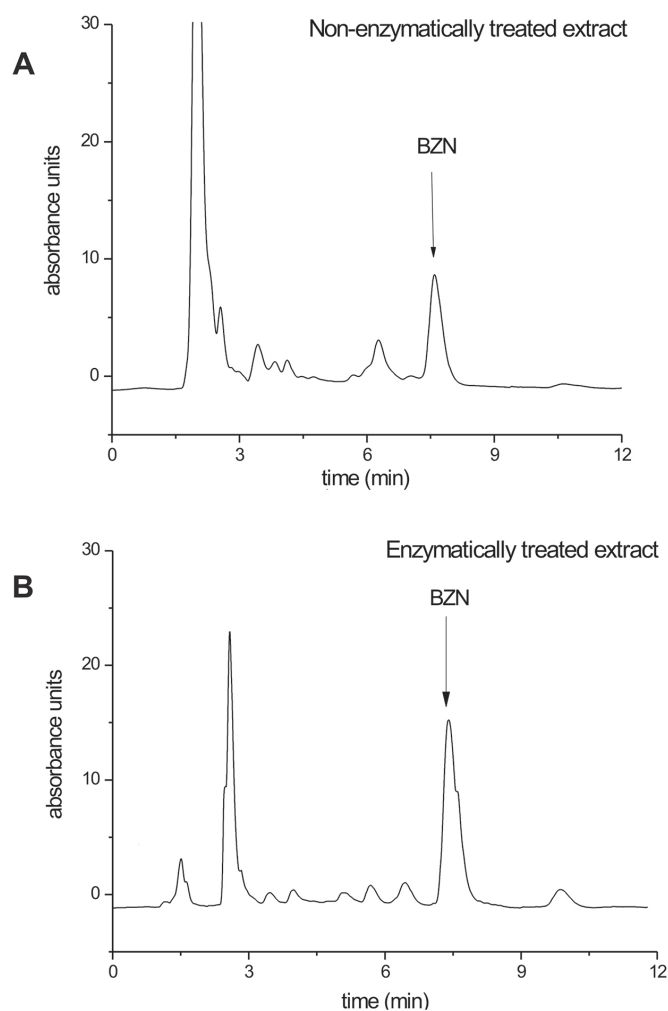 Non-enzymatically treated extract
A
BZN
absorbance units
30
20
10
0
0 3 6 9 12
time (min)
Enzymatically treated extract
B
BZN
absorbance units
30
20
10
0
0 3 6 9 12
time (min)